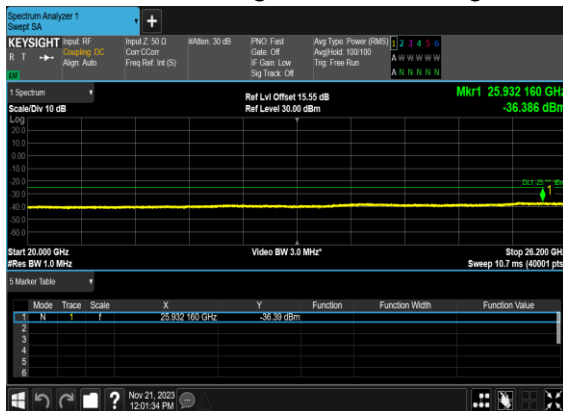 Spectrum Analyzer 1
Swept SA
+
KEYSIGHT Input: RF Input Z: 50 Ω #Atten: 30 dB PNO: Fast Avg Type: Power (RMS) 1 2 3 4 5 6
R T Coupling: DC Corr CCorr Gate: Off Avg|Hold: 100/100 A W W W W W
Align: Auto Freq Ref: Int (S) IF Gain: Low Trig: Free Run A N N N N N
Sig Track: Off
1 Spectrum Ref Lvl Offset 15.55 dB Mkr1 25.932 160 GHz
Scale/Div 10 dB Ref Level 30.00 dBm -36.386 dBm
Log
20.0
10.0
0.00
-10.0
-20.0
-30.0
1
-40.0
-50.0
-60.0
Start 20.000 GHz Video BW 3.0 MHz* Stop 26.200 GHz
#Res BW 1.0 MHz Sweep 10.7 ms (40001 pts)
5 Marker Table
Mode Trace Scale X Y Function Function Width Function Value
1 N 1 f 25.932 160 GHz -36.39 dBm
2
3
4
5
6
? Nov 21, 2023
12:01:34 PM